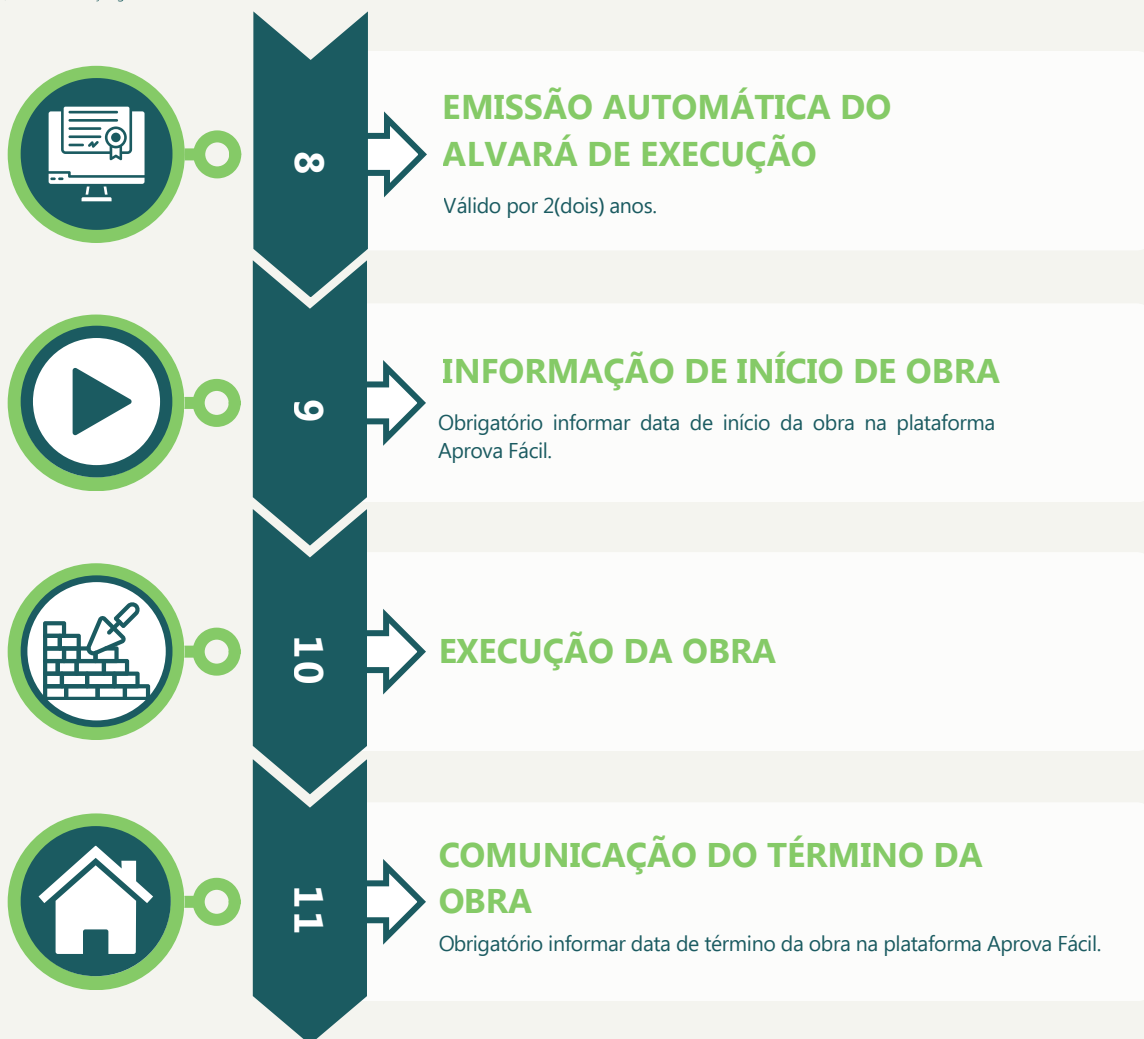 8
EMISSÃO AUTOMÁTICA DO
ALVARÁ DE EXECUÇÃO
Válido por 2(dois) anos.
9
INFORMAÇÃO DE INÍCIO DE OBRA
Obrigatório informar data de início da obra na plataforma
Aprova Fácil.
10
EXECUÇÃO DA OBRA
11
COMUNICAÇÃO DO TÉRMINO DA
OBRA
Obrigatório informar data de término da obra na plataforma Aprova Fácil.